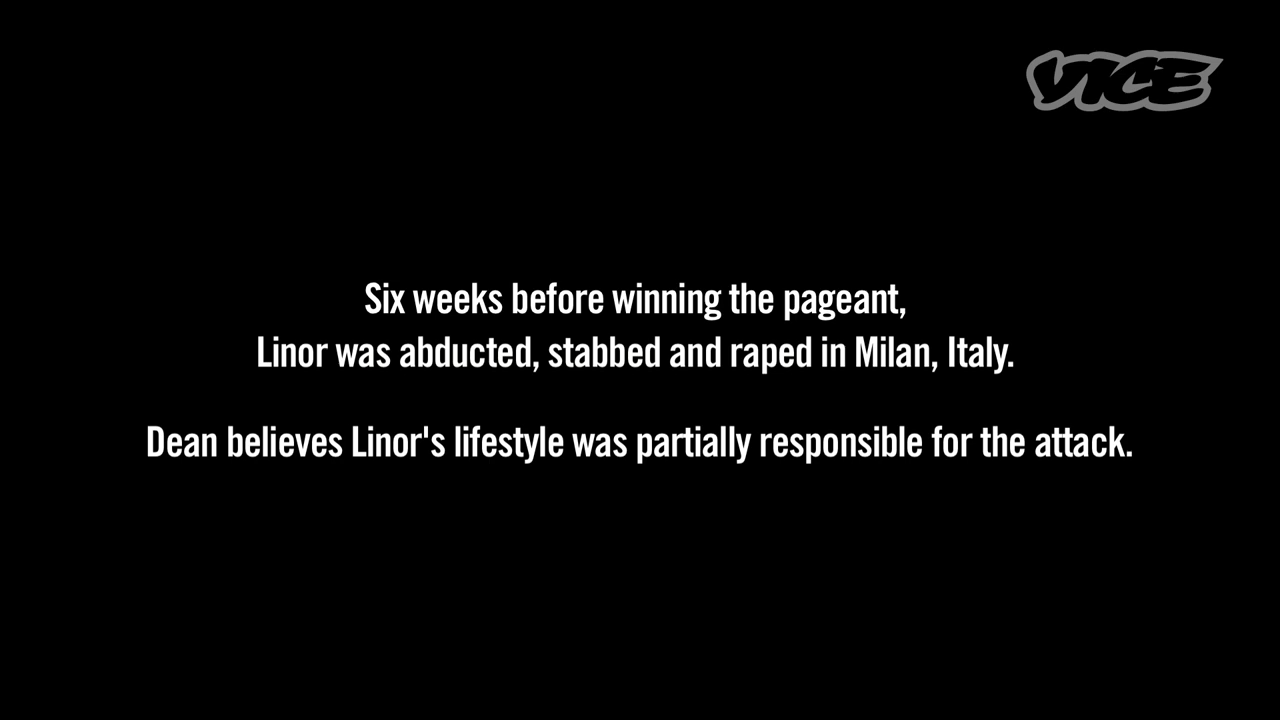 VICE
Six weeks before winning the pageant,
Linor was abducted, stabbed and raped in Milan, Italy.
Dean believes Linor's lifestyle was partially responsible for the attack.